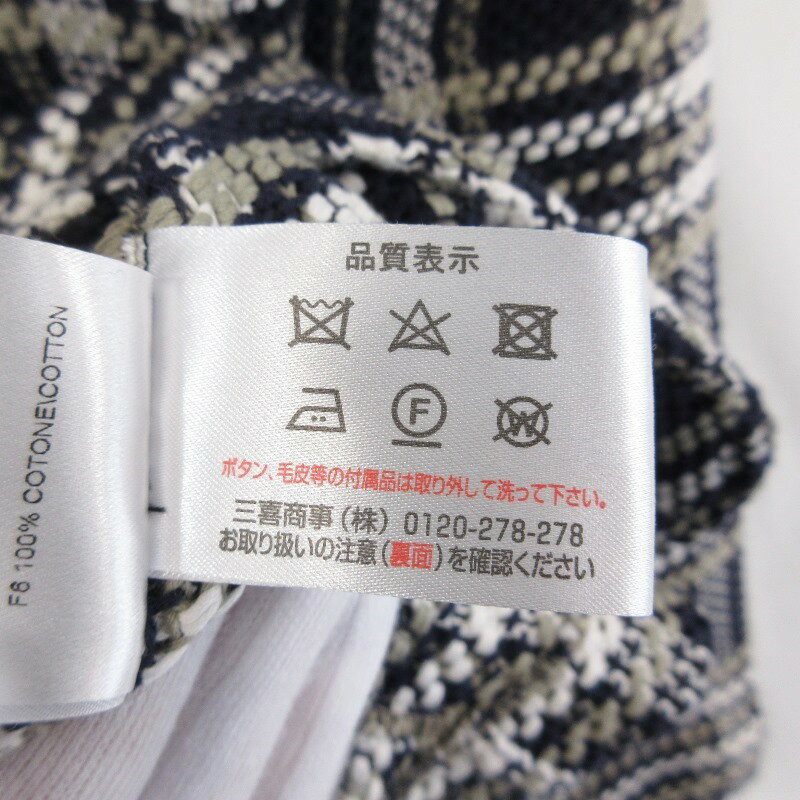 品質表示
F
W
ボタン、毛皮等の付属品は取り外して洗って下さい。
三喜商事(株) 0120-278-278
お取り扱いの注意(裏面)を確認ください
F6 100% COTONE\COTTON